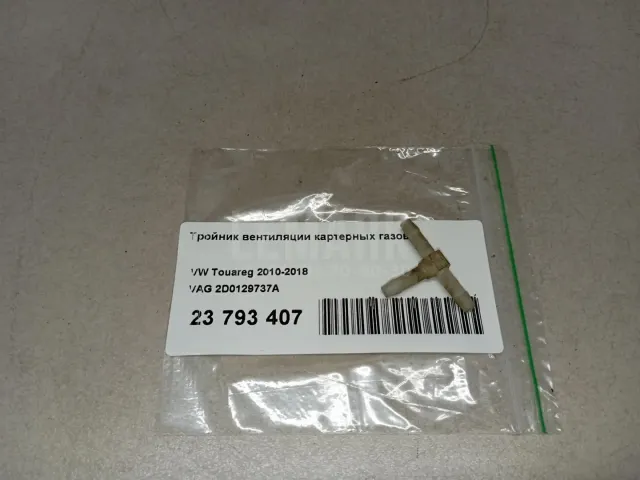 Тройник вентиляции картерных газов
VW Touareg 2010-2018
VAG 2D0129737A
23 793 407